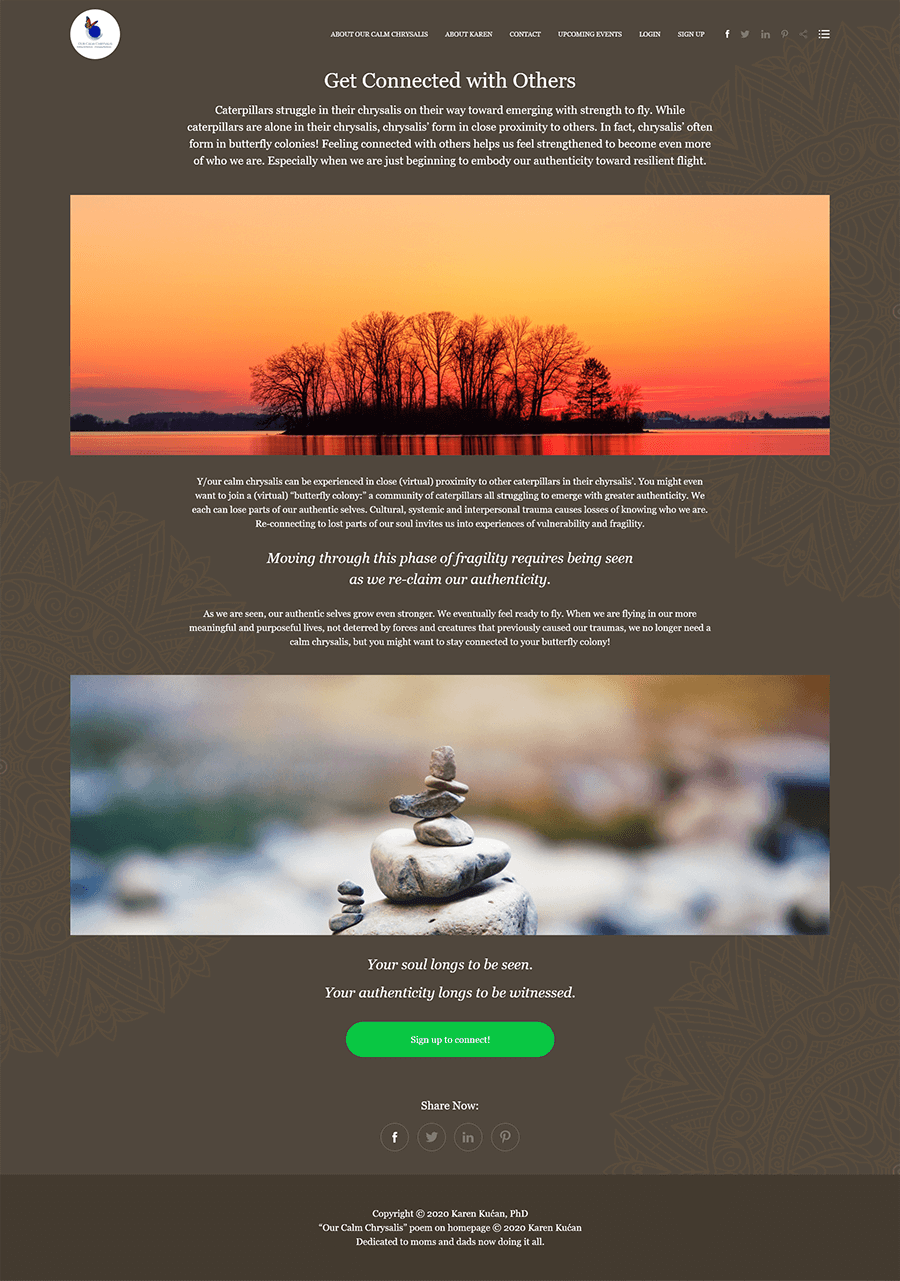 ABOUT OUR CALM CHRYSALIS ABOUT KAREN CONTACT UPCOMING EVENTS LOGIN SIGN UP
Get Connected with Others
Caterpillars struggle in their chrysalis on their way toward emerging with strength to fly. While
caterpillars are alone in their chrysalis, chrysalis’ form in close proximity to others. In fact, chrysalis’ often
form in butterfly colonies! Feeling connected with others helps us feel strengthened to become even more
of who we are. Especially when we are just beginning to embody our authenticity toward resilient flight.
Y/our calm chrysalis can be experienced in close (virtual) proximity to other caterpillars in their chyrsalis’. You might even
want to join a (virtual) “butterfly colony:” a community of caterpillars all struggling to emerge with greater authenticity. We
each can lose parts of our authentic selves. Cultural, systemic and interpersonal trauma causes losses of knowing who we are.
Re-connecting to lost parts of our soul invites us into experiences of vulnerability and fragility.
Moving through this phase of fragility requires being seen
as we re-claim our authenticity.
As we are seen, our authentic selves grow even stronger. We eventually feel ready to fly. When we are flying in our more
meaningful and purposeful lives, not deterred by forces and creatures that previously caused our traumas, we no longer need a
calm chrysalis, but you might want to stay connected to your butterfly colony!
Your soul longs to be seen.
Your authenticity longs to be witnessed.
Sign up to connect!
Share Now:
Copyright © 2020 Karen Kućan, PhD
“Our Calm Chrysalis” poem on homepage © 2020 Karen Kućan
Dedicated to moms and dads now doing it all.